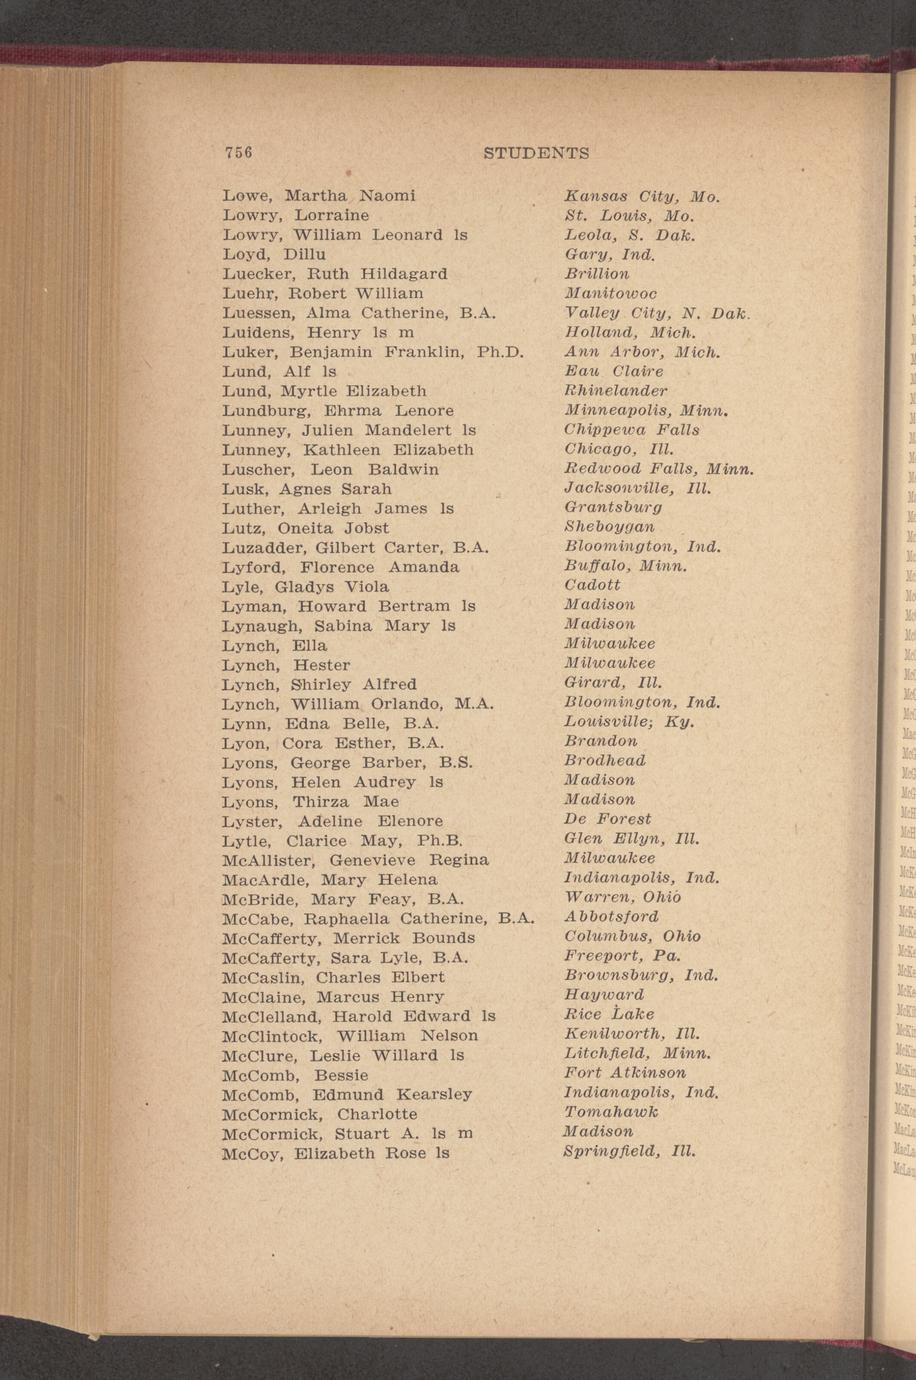 756 STUDENTS
Lowe, Martha Naomi Kansas City, Mo.
Lowry, Lorraine St. Louis, Mo.
Lowry, William Leonard ls Leola, S. Dak.
Loyd, Dillu Gary, Ind.
Luecker, Ruth Hildagard Brillion
Luehr, Robert William Manitowoc
Luessen, Alma Catherine, B.A. Valley City, N. Dak.
Luidens, Henry ls m Holland, Mich.
Luker, Benjamin Franklin, Ph.D. Ann Arbor, Mich.
Lund, Alf ls Eau Claire
Lund, Myrtle Elizabeth Rhinelander
Lundburg, Ehrma Lenore Minneapolis, Minn.
Lunney, Julien Mandelert ls Chippewa Falls
Lunney, Kathleen Elizabeth Chicago, Ill.
Luscher, Leon Baldwin Redwood Falls, Minn.
Lusk, Agnes Sarah Jacksonville, Ill.
Luther, Arleigh James ls Grantsburg
Lutz, Oneita Jobst Sheboygan
Luzadder, Gilbert Carter, B.A. Bloomington, Ind.
Lyford, Florence Amanda Buffalo, Minn.
Lyle, Gladys Viola Cadott
Lyman, Howard Bertram ls Madison
Lynaugh, Sabina Mary ls Madison
Lynch, Ella Milwaukee
Lynch, Hester Milwaukee
Lynch, Shirley Alfred Girard, Ill.
Lynch, William Orlando, M.A. Bloomington, Ind.
Lynn, Edna Belle, B.A. Louisville; Ky.
Lyon, Cora Esther, B.A. Brandon
Lyons, George Barber, B.S. Brodhead
Lyons, Helen Audrey ls Madison
Lyons, Thirza Mae Madison
Lyster, Adeline Elenore De Forest
Lytle, Clarice May, Ph.B. Glen Ellyn, Ill.
McAllister, Genevieve Regina Milwaukee
MacArdle, Mary Helena Indianapolis, Ind.
McBride, Mary Feay, B.A. Warren, Ohio
McCabe, Raphaella Catherine, B.A. Abbotsford
McCafferty, Merrick Bounds Columbus, Ohio
McCafferty, Sara Lyle, B.A. Freeport, Pa.
McCaslin, Charles Elbert Brownsburg, Ind.
McClaine, Marcus Henry Hayward
McClelland, Harold Edward ls Rice Lake
McClintock, William Nelson Kenilworth, Ill.
McClure, Leslie Willard ls Litchfield, Minn.
McComb, Bessie Fort Atkinson
McComb, Edmund Kearsley Indianapolis, Ind.
McCormick, Charlotte Tomahawk
McCormick, Stuart A. ls m Madison
McCoy, Elizabeth Rose ls Springfield, Ill.